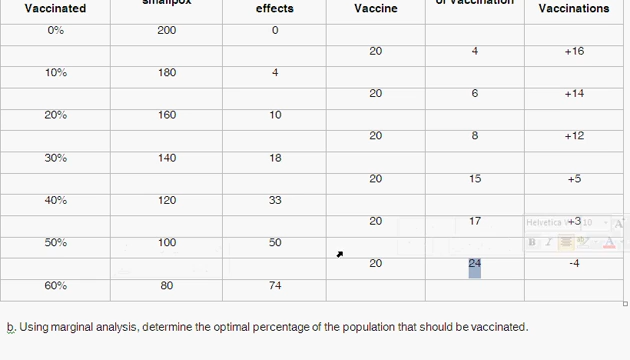 Vaccinated smallpox effects Vaccine of Vaccination Vaccinations
0% 200 0
20 4 +16
10% 180 4
20 6 +14
20% 160 10
20 8 +12
30% 140 18
20 15 +5
40% 120 33
20 17 +3
Helvetica 10
50% 100 50
B I
20 24 -4
60% 80 74
b. Using marginal analysis, determine the optimal percentage of the population that should be vaccinated.